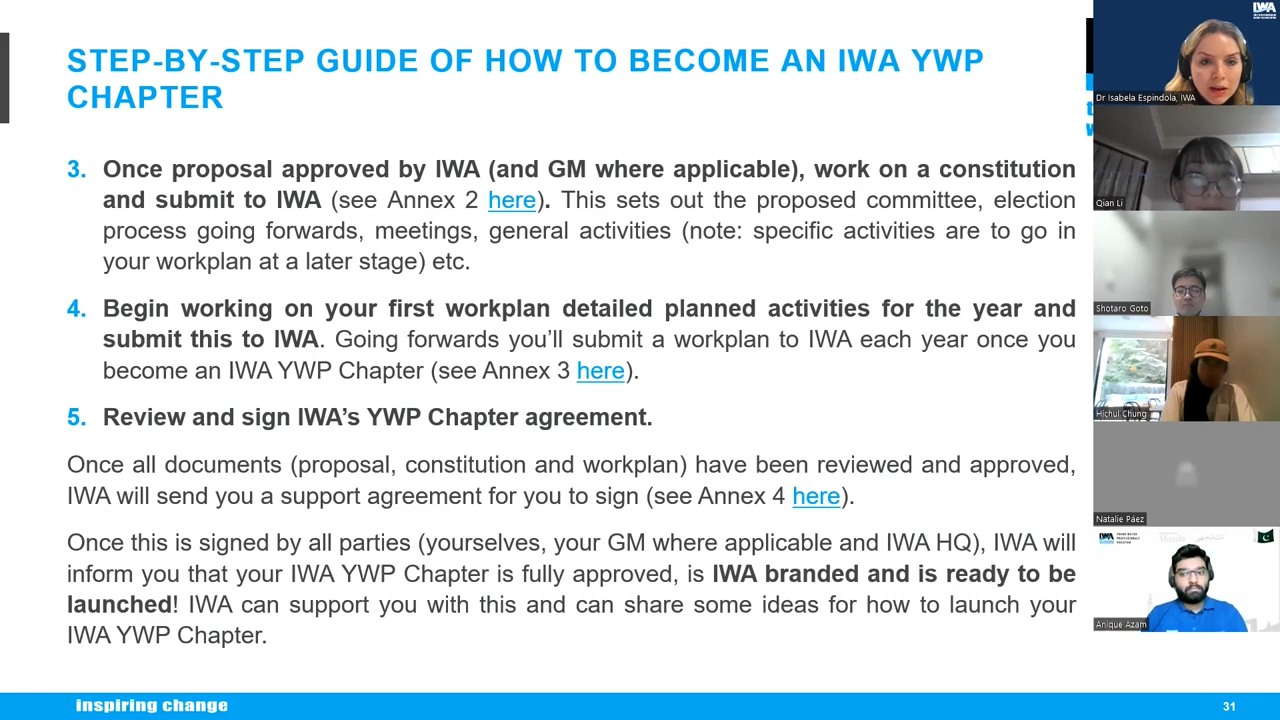 STEP-BY-STEP GUIDE OF HOW TO BECOME AN IWA YWP
CHAPTER
3. Once proposal approved by IWA (and GM where applicable), work on a constitution
and submit to IWA (see Annex 2 here). This sets out the proposed committee, election
process going forwards, meetings, general activities (note: specific activities are to go in
your workplan at a later stage) etc.
4. Begin working on your first workplan detailed planned activities for the year and
submit this to IWA. Going forwards you'll submit a workplan to IWA each year once you
become an IWA YWP Chapter (see Annex 3 here).
5. Review and sign IWA's YWP Chapter agreement.
Once all documents (proposal, constitution and workplan) have been reviewed and approved,
IWA will send you a support agreement for you to sign (see Annex 4 here).
Once this is signed by all parties (yourselves, your GM where applicable and IWA HQ), IWA will
inform you that your IWA YWP Chapter is fully approved, is IWA branded and is ready to be
launched! IWA can support you with this and can share some ideas for how to launch your
IWA YWP Chapter.
inspiring change
31
IWA
Dr Isabela Espindola, IWA
Qian Li
Shotaro Goto
Hichul Chung
Natalie Páez
IWA
Anique Azam